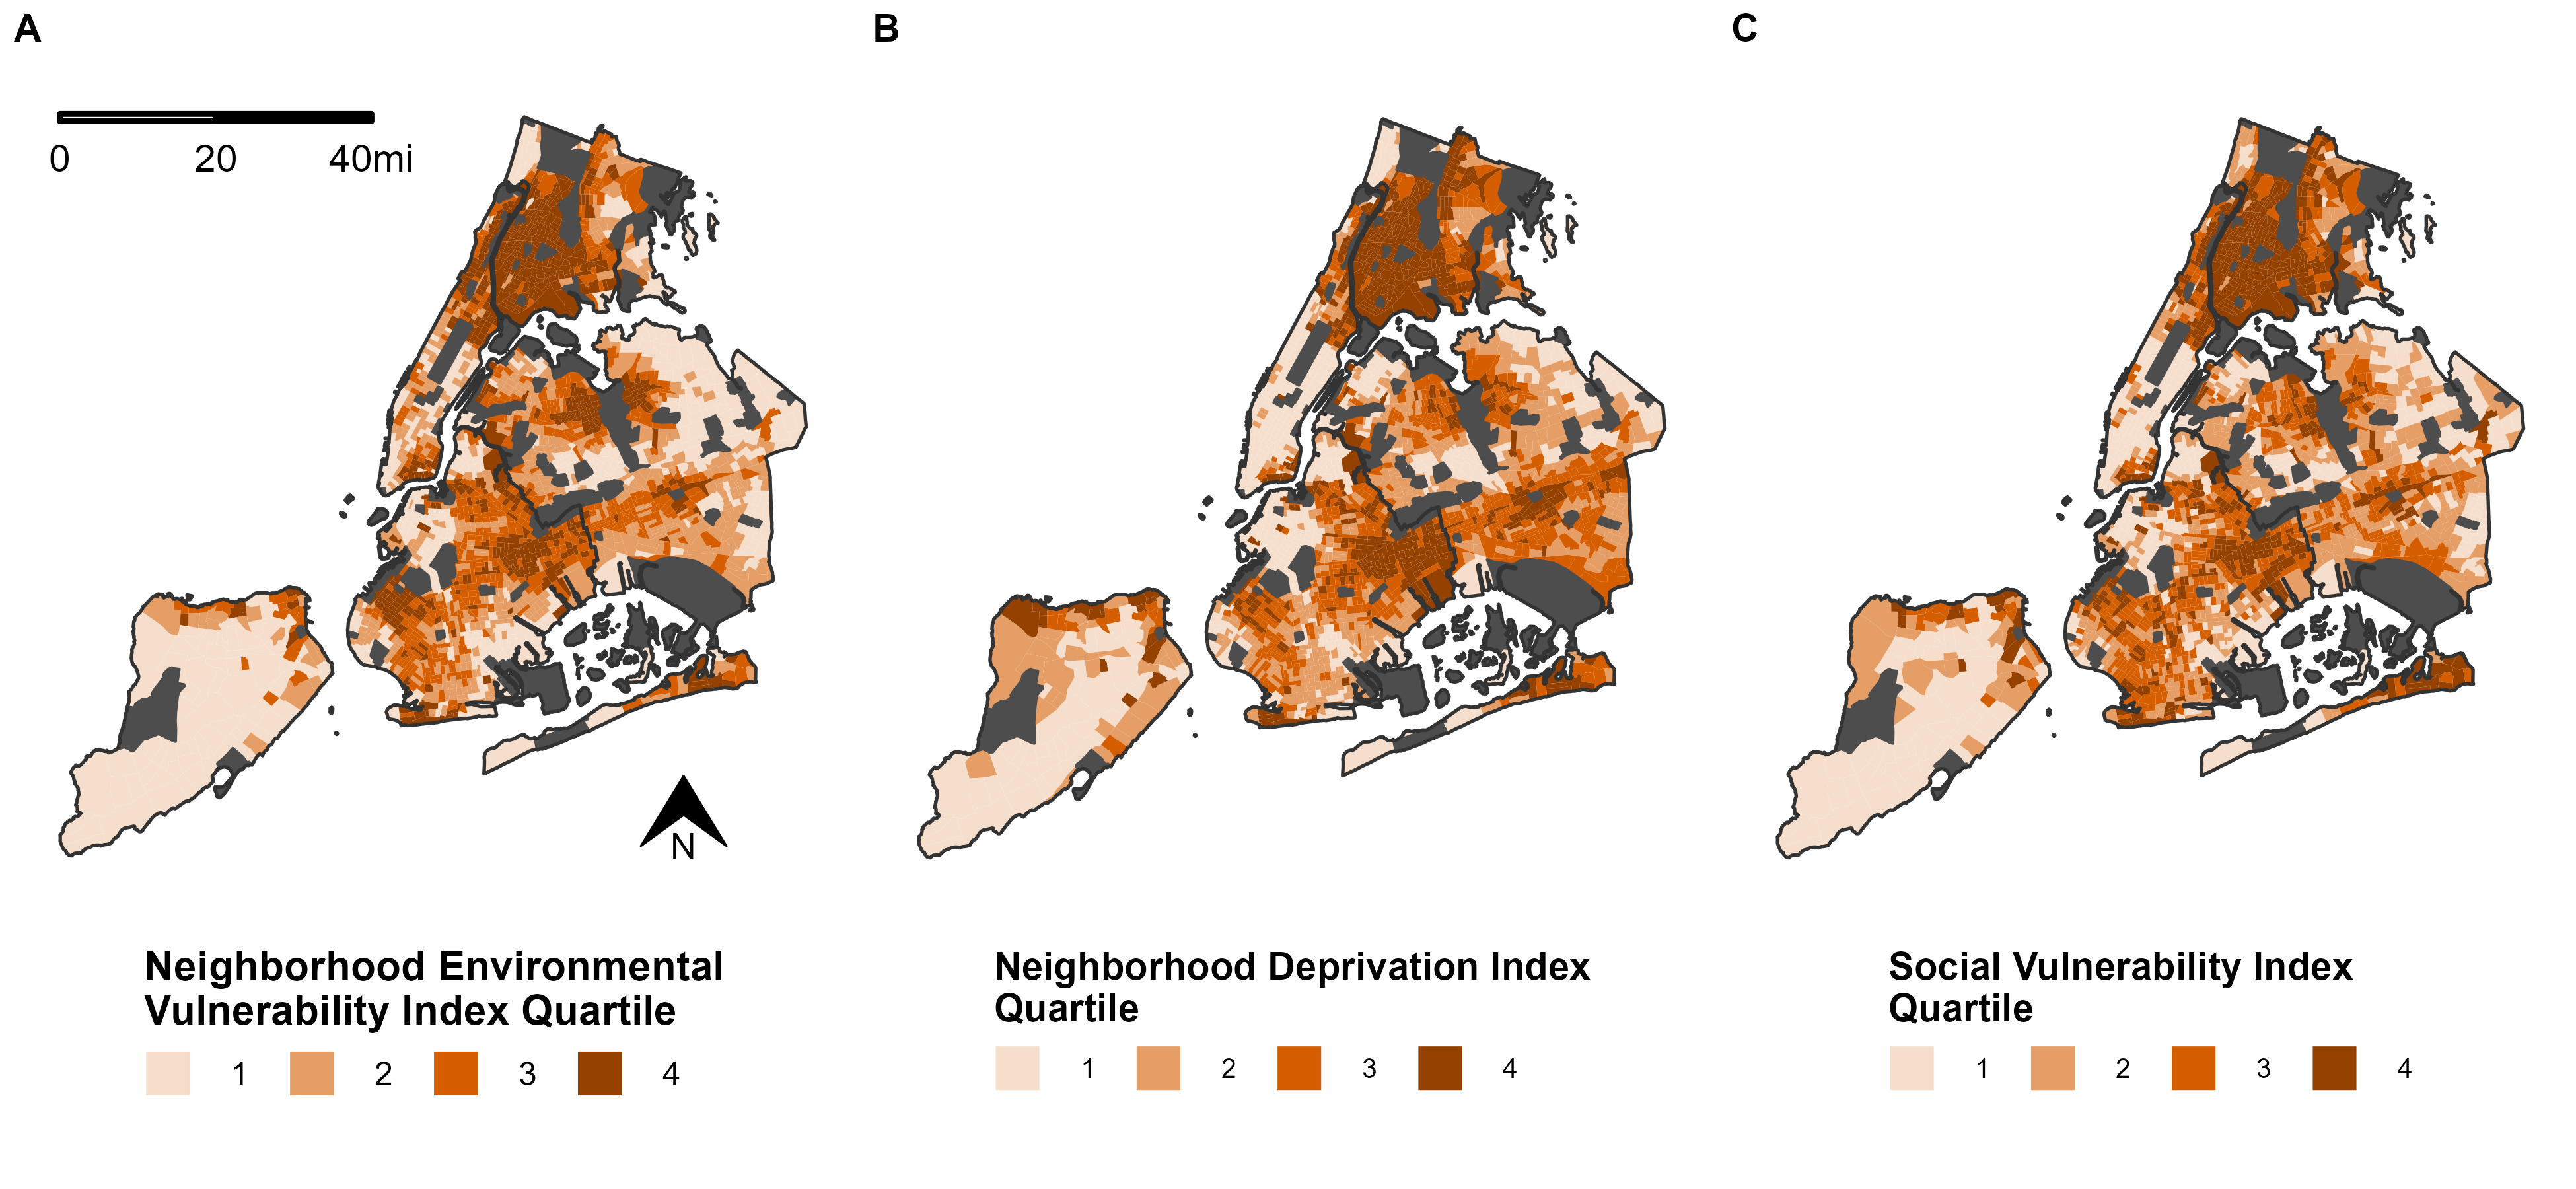 A
B
C
0 20 40mi
N
Neighborhood Environmental
Vulnerability Index Quartile
1 2 3 4
Neighborhood Deprivation Index
Quartile
1 2 3 4
Social Vulnerability Index
Quartile
1 2 3 4